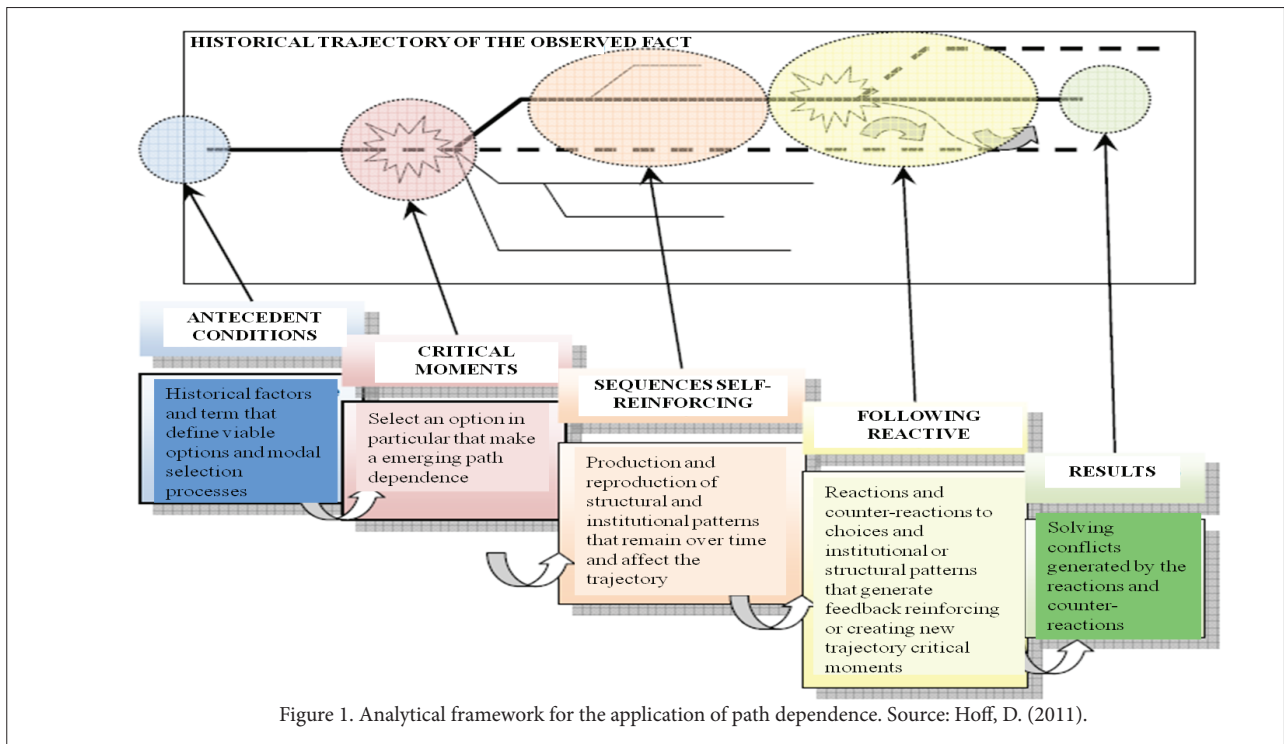 HISTORICAL TRAJECTORY OF THE OBSERVED FACT
ANTECEDENT
CONDITIONS
Historical factors
and term that
define viable
options and modal
selection
processes
CRITICAL
MOMENTS
Select an option in
particular that make
a emerging path
dependence
SEQUENCES SELF-
REINFORCING
Production and
reproduction of
structural and
institutional patterns
that remain over time
and affect the
trajectory
FOLLOWING
REACTIVE
Reactions and
counter-reactions to
choices and
institutional or
structural patterns
that generate
feedback reinforcing
or creating new
trajectory critical
moments
RESULTS
Solving
conflicts
generated by the
reactions and
counter-
reactions
Figure 1. Analytical framework for the application of path dependence. Source: Hoff, D. (2011).